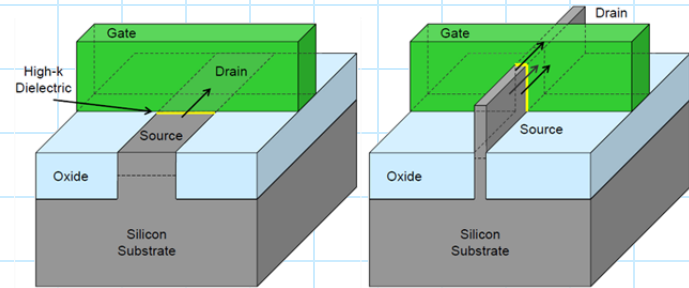 Gate
High-k
Dielectric
Drain
Source
Oxide
Silicon
Substrate
Drain
Gate
Source
Oxide
Silicon
Substrate